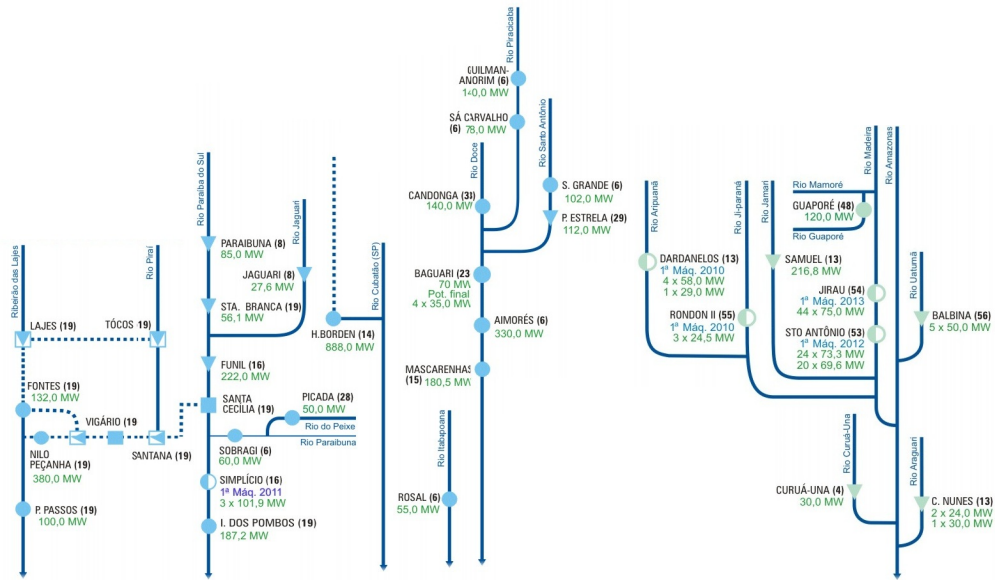 Ribeirão das Lajes
LAJES (19)
FONTES (19)
132,0 MW
NILO
PEÇANHA (19)
380,0 MW
P. PASSOS (19)
100,0 MW
VIGÁRIO (19
Rio Piraí
TÓCOS 19)
SANTANA (19)
Rio Paraíba do Sul
PARAIBUNA (8)
85,0 MW
Rio Jaguari
JAGUARI (8)
27,6 MW
STA. BRANCA (19)
56,1 MW
FUNIL (16)
222,0 MW
SANTA
CECÍLIA (19)
PICADA (28)
50,0 MW
Rio do Peixe
Rio Paraibuna
SOBRAGI (6)
60,0 MW
SIMPLÍCIO (16)
1ª Máq. 2011
3 x 101,9 MW
I. DOS POMBOS (19)
187,2 MW
H.BORDEN (14)
888,0 MW
Rio Cubatão (SP)
Rio Piracicaba
GUILMAN-
AMORIM (6)
140,0 MW
SÁ CARVALHO
(6) 78,0 MW
Rio Doce
Rio Santo Antônio
S. GRANDE (6)
102,0 MW
P. ESTRELA (29)
112,0 MW
CANDONGA (31)
140,0 MW
BAGUARI (23
70 MW
Pot. final
4 x 35,0 MW
AIMORÉS (6)
330,0 MW
MASCARENHAS
(15) 180,5 MW
Rio Itabapoana
ROSAL (6)
55,0 MW
Rio Aripuanã
DARDANELOS (13)
1ª Máq. 2010
4 x 58,0 MW
1 x 29,0 MW
Rio Ji-paraná
RONDON II (55)
1ª Máq. 2010
3 x 24,5 MW
Rio Jamari
SAMUEL (13)
216,8 MW
Rio Mamoré
GUAPORÉ (48)
120,0 MW
Rio Guaporé
Rio Madeira
JIRAU (54)
1ª Máq. 2013
44 x 75,0 MW
STO ANTÔNIO (53)
1ª Máq. 2012
24 x 73,3 MW
20 x 69,6 MW
Rio Amazonas
Rio Uatumã
BALBINA (56)
5 x 50,0 MW
Rio Curuá-Una
CURUÁ-UNA (4)
30,0 MW
Rio Araguari
C. NUNES (13)
2 x 24,0 MW
1 x 30,0 MW